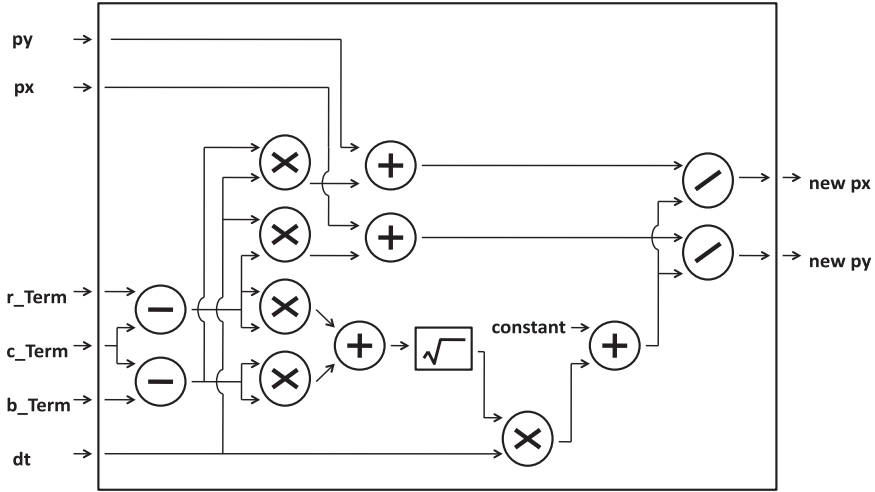 py
px
new px
new py
r_Term
c_Term
b_Term
dt
constant